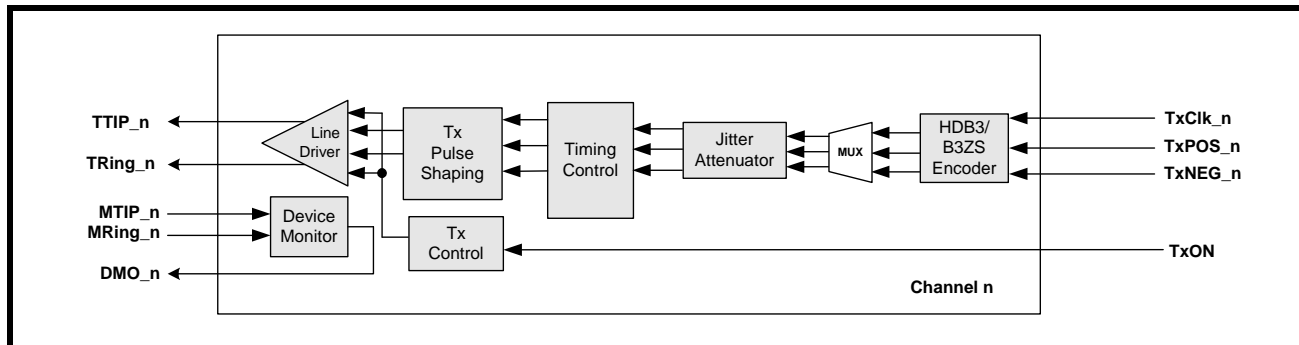 TTIP_n
TRing_n
MTIP_n
MRing_n
DMO_n
Line
Driver
Tx
Pulse
Shaping
Timing
Control
Jitter
Attenuator
MUX
HDB3/
B3ZS
Encoder
TxClk_n
TxPOS_n
TxNEG_n
Device
Monitor
Tx
Control
TxON
Channel n